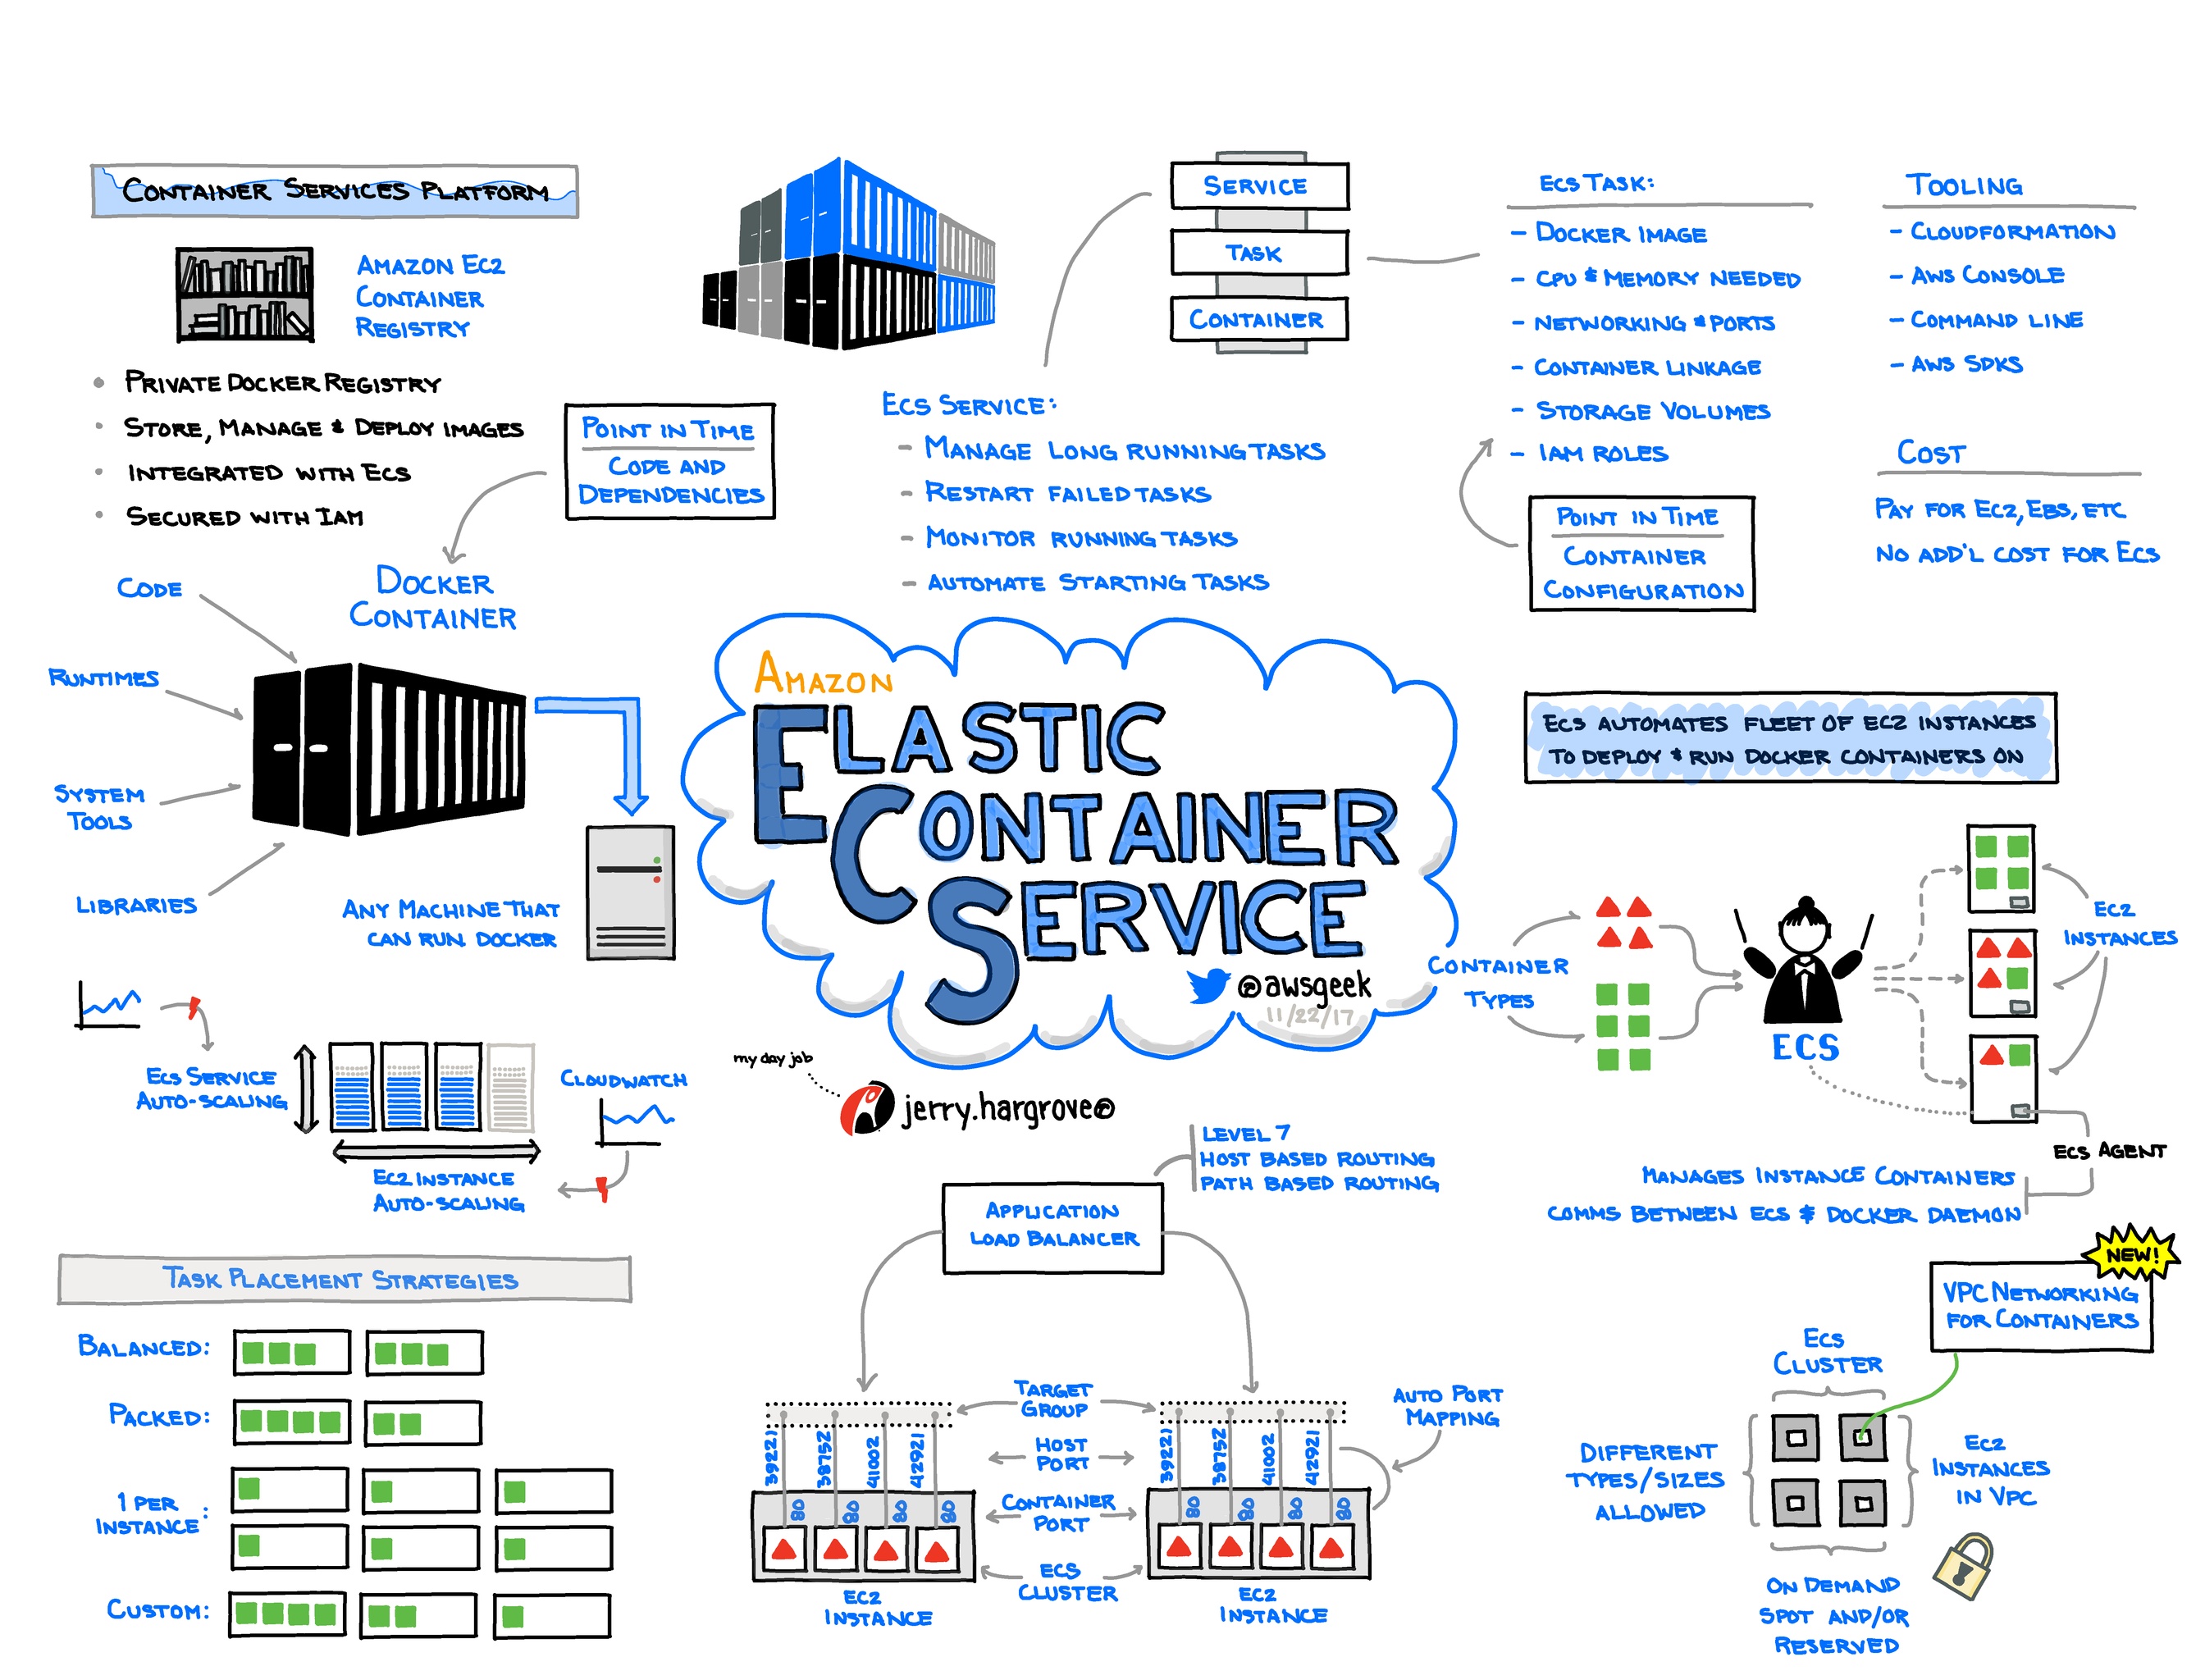 CONTAINER SERVICES PLATFORM
AMAZON EC2
CONTAINER
REGISTRY
• PRIVATE DOCKER REGISTRY
• STORE, MANAGE & DEPLOY IMAGES
• INTEGRATED WITH ECS
• SECURED WITH IAM
POINT IN TIME
CODE AND
DEPENDENCIES
DOCKER
CONTAINER
CODE
RUNTIMES
SYSTEM
TOOLS
LIBRARIES
ANY MACHINE THAT
CAN RUN DOCKER
SERVICE
TASK
CONTAINER
ECS SERVICE:
- MANAGE LONG RUNNING TASKS
- RESTART FAILED TASKS
- MONITOR RUNNING TASKS
- AUTOMATE STARTING TASKS
ECS TASK:
- DOCKER IMAGE
- CPU & MEMORY NEEDED
- NETWORKING & PORTS
- CONTAINER LINKAGE
- STORAGE VOLUMES
- IAM ROLES
POINT IN TIME
CONTAINER
CONFIGURATION
TOOLING
- CLOUDFORMATION
- AWS CONSOLE
- COMMAND LINE
- AWS SDKS
COST
PAY FOR EC2, EBS, ETC
NO ADD'L COST FOR ECS
AMAZON
ELASTIC
CONTAINER
SERVICE
@awsgeek
11/22/17
my day job
jerry.hargrove@
ECS AUTOMATES FLEET OF EC2 INSTANCES
TO DEPLOY & RUN DOCKER CONTAINERS ON
CONTAINER
TYPES
ECS
EC2
INSTANCES
ECS AGENT
MANAGES INSTANCE CONTAINERS
COMMS BETWEEN ECS & DOCKER DAEMON
ECS SERVICE
AUTO-SCALING
CLOUDWATCH
EC2 INSTANCE
AUTO-SCALING
TASK PLACEMENT STRATEGIES
BALANCED:
PACKED:
1 PER
INSTANCE:
CUSTOM:
LEVEL 7
HOST BASED ROUTING
PATH BASED ROUTING
APPLICATION
LOAD BALANCER
TARGET
GROUP
HOST
PORT
CONTAINER
PORT
ECS
CLUSTER
AUTO PORT
MAPPING
39221
38752
41002
42921
80
80
80
80
EC2
INSTANCE
39221
38752
41002
42921
80
80
80
80
EC2
INSTANCE
NEW!
VPC NETWORKING
FOR CONTAINERS
ECS
CLUSTER
DIFFERENT
TYPES/SIZES
ALLOWED
EC2
INSTANCES
IN VPC
ON DEMAND
SPOT AND/OR
RESERVED